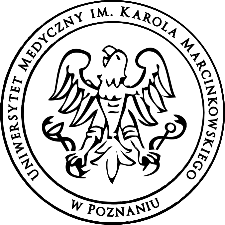 UNIWERSYTET MEDYCZNY IM. KAROLA MARCINKOWSKIEGO
W POZNANIU